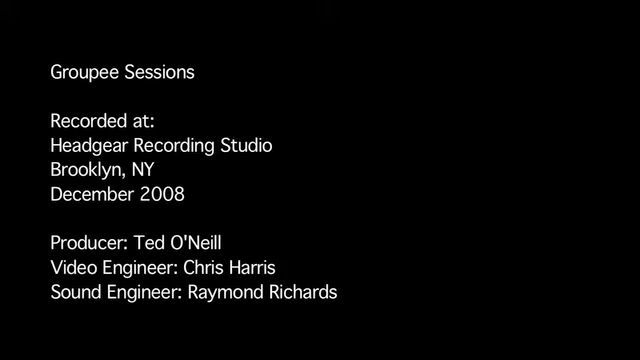 Groupee Sessions
Recorded at:
Headgear Recording Studio
Brooklyn, NY
December 2008
Producer: Ted O'Neill
Video Engineer: Chris Harris
Sound Engineer: Raymond Richards